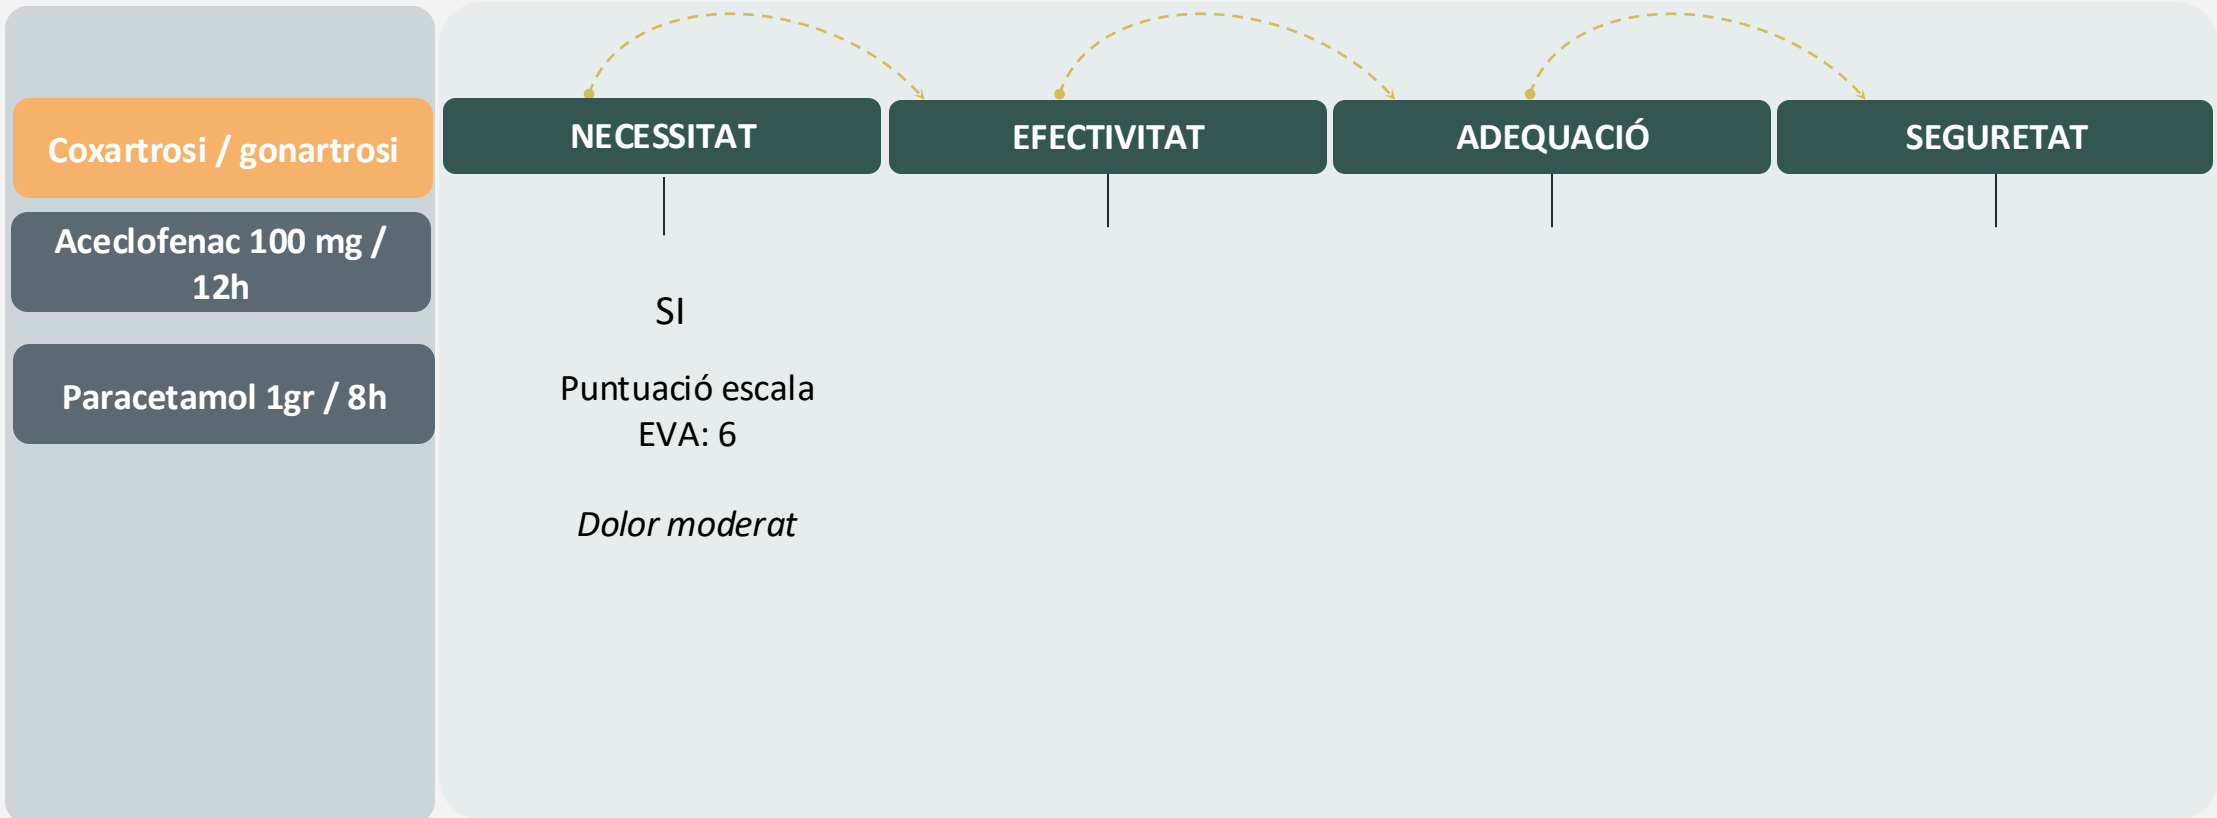 Coxartrosi / gonartrosi
Aceclofenac 100 mg /
12h
Paracetamol 1gr / 8h
NECESSITAT
EFECTIVITAT
ADEQUACIÓ
SEGURETAT
SI
Puntuació escala
EVA: 6
Dolor moderat